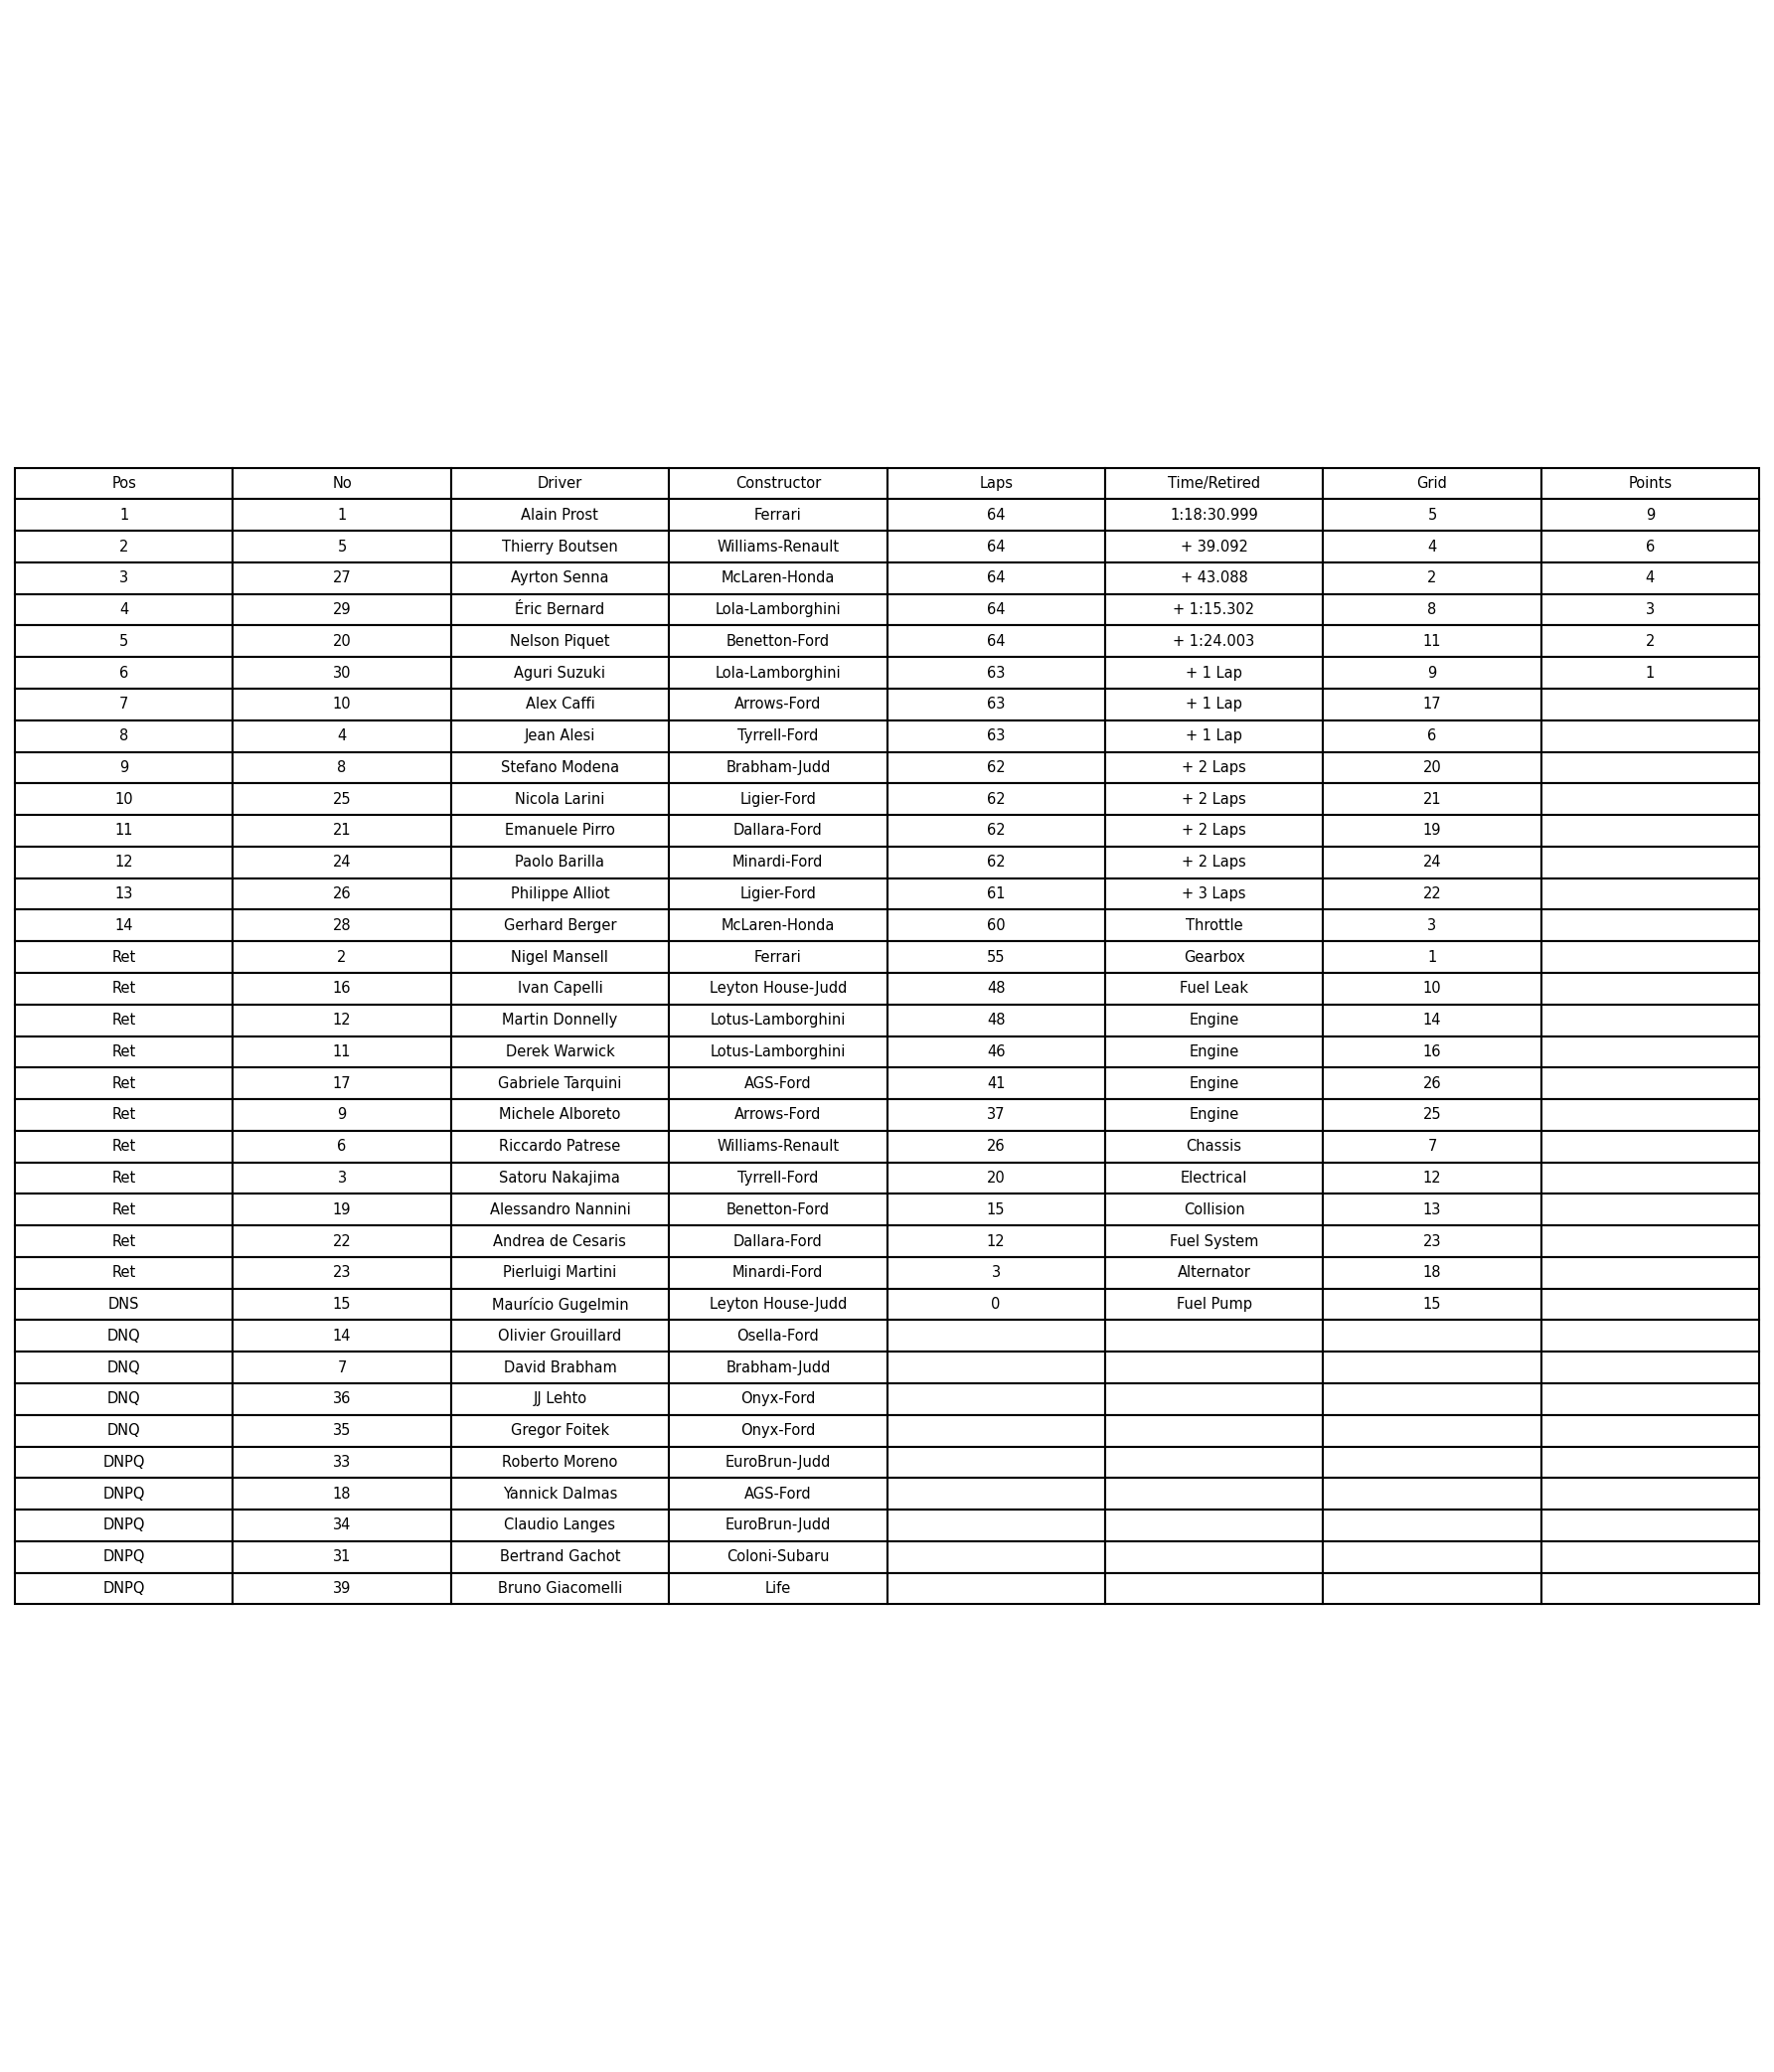 Pos No Driver Constructor Laps Time/Retired Grid Points
1 1 Alain Prost Ferrari 64 1:18:30.999 5 9
2 5 Thierry Boutsen Williams-Renault 64 + 39.092 4 6
3 27 Ayrton Senna McLaren-Honda 64 + 43.088 2 4
4 29 Éric Bernard Lola-Lamborghini 64 + 1:15.302 8 3
5 20 Nelson Piquet Benetton-Ford 64 + 1:24.003 11 2
6 30 Aguri Suzuki Lola-Lamborghini 63 + 1 Lap 9 1
7 10 Alex Caffi Arrows-Ford 63 + 1 Lap 17
8 4 Jean Alesi Tyrrell-Ford 63 + 1 Lap 6
9 8 Stefano Modena Brabham-Judd 62 + 2 Laps 20
10 25 Nicola Larini Ligier-Ford 62 + 2 Laps 21
11 21 Emanuele Pirro Dallara-Ford 62 + 2 Laps 19
12 24 Paolo Barilla Minardi-Ford 62 + 2 Laps 24
13 26 Philippe Alliot Ligier-Ford 61 + 3 Laps 22
14 28 Gerhard Berger McLaren-Honda 60 Throttle 3
Ret 2 Nigel Mansell Ferrari 55 Gearbox 1
Ret 16 Ivan Capelli Leyton House-Judd 48 Fuel Leak 10
Ret 12 Martin Donnelly Lotus-Lamborghini 48 Engine 14
Ret 11 Derek Warwick Lotus-Lamborghini 46 Engine 16
Ret 17 Gabriele Tarquini AGS-Ford 41 Engine 26
Ret 9 Michele Alboreto Arrows-Ford 37 Engine 25
Ret 6 Riccardo Patrese Williams-Renault 26 Chassis 7
Ret 3 Satoru Nakajima Tyrrell-Ford 20 Electrical 12
Ret 19 Alessandro Nannini Benetton-Ford 15 Collision 13
Ret 22 Andrea de Cesaris Dallara-Ford 12 Fuel System 23
Ret 23 Pierluigi Martini Minardi-Ford 3 Alternator 18
DNS 15 Maurício Gugelmin Leyton House-Judd 0 Fuel Pump 15
DNQ 14 Olivier Grouillard Osella-Ford
DNQ 7 David Brabham Brabham-Judd
DNQ 36 JJ Lehto Onyx-Ford
DNQ 35 Gregor Foitek Onyx-Ford
DNPQ 33 Roberto Moreno EuroBrun-Judd
DNPQ 18 Yannick Dalmas AGS-Ford
DNPQ 34 Claudio Langes EuroBrun-Judd
DNPQ 31 Bertrand Gachot Coloni-Subaru
DNPQ 39 Bruno Giacomelli Life